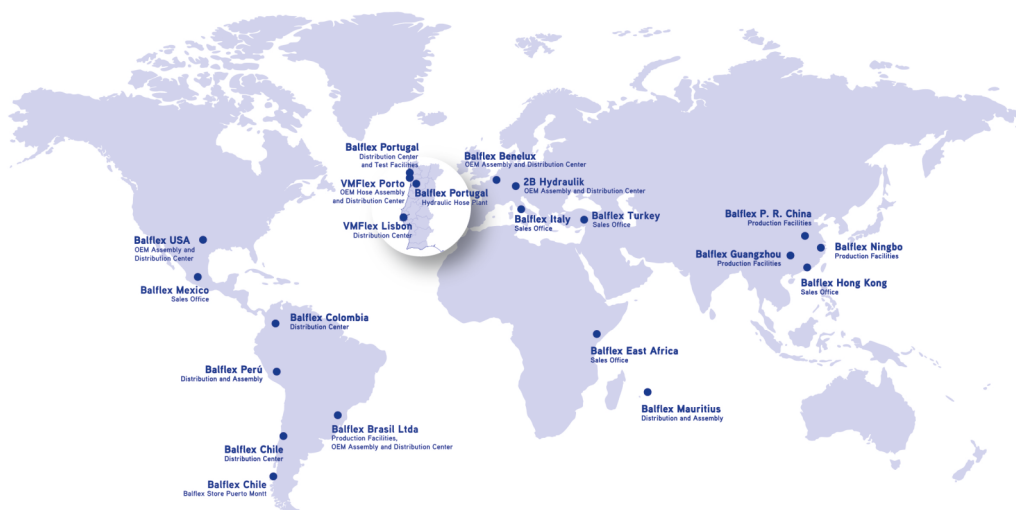 Balflex Portugal
Distribution Center
and Test Facilities
VMFlex Porto
OEM Hose Assembly
and Distribution Center
Balflex Portugal
Hydraulic Hose Plant
VMFlex Lisbon
Distribution Center
Balflex Benelux
OEM Assembly and Distribution Center
2B Hydraulik
OEM Assembly and Distribution Center
Balflex Italy
Sales Office
Balflex Turkey
Sales Office
Balflex P. R. China
Production Facilities
Balflex Ningbo
Production Facilities
Balflex Guangzhou
Production Facilities
Balflex Hong Kong
Sales Office
Balflex USA
OEM Assembly and
Distribution Center
Balflex Mexico
Sales Office
Balflex Colombia
Distribution Center
Balflex Perú
Distribution and Assembly
Balflex Brasil Ltda
Production Facilities,
OEM Assembly and Distribution Center
Balflex Chile
Distribution Center
Balflex Chile
Balflex Store Puerto Montt
Balflex East Africa
Sales Office
Balflex Mauritius
Distribution and Assembly